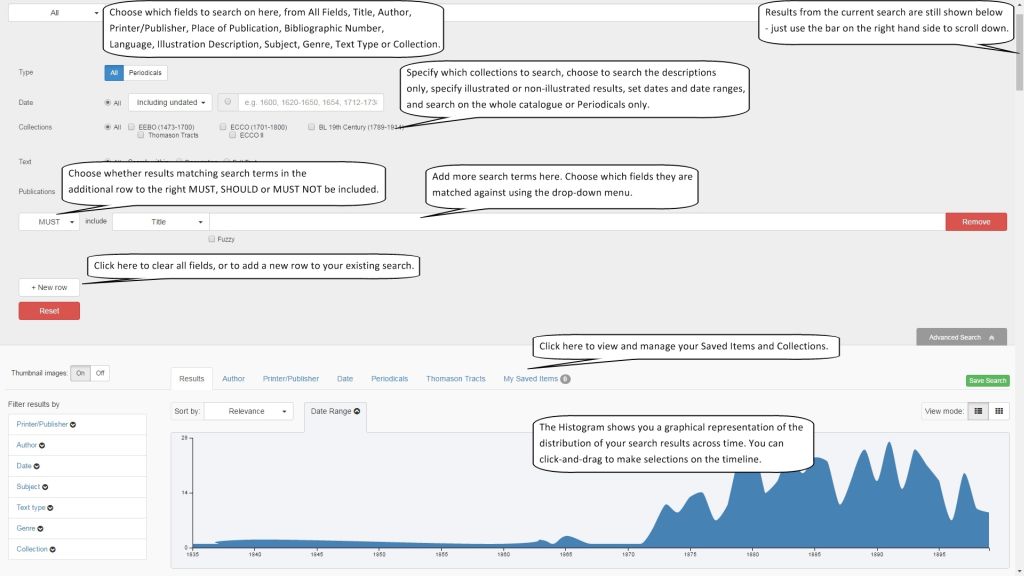 All
Choose which fields to search on here, from All Fields, Title, Author,
Printer/Publisher, Place of Publication, Bibliographic Number,
Language, Illustration Description, Subject, Genre, Text Type or Collection.
Results from the current search are still shown below
- just use the bar on the right hand side to scroll down.
Type
All Periodicals
Specify which collections to search, choose to search the descriptions
only, specify illustrated or non-illustrated results, set dates and date ranges,
and search on the whole catalogue or Periodicals only.
Date
All
Including undated
e.g. 1600, 1620-1650, 1654, 1712-173
Collections
All
EEBO (1473-1700)
ECCO (1701-1800)
BL 19th Century (1789-1914)
Thomason Tracts
ECCO II
Text
Choose whether results matching search terms in the
additional row to the right MUST, SHOULD or MUST NOT be included.
Add more search terms here. Choose which fields they are
matched against using the drop-down menu.
Publications
MUST include Title Remove
Fuzzy
Click here to clear all fields, or to add a new row to your existing search.
+ New row
Reset
Advanced Search
Click here to view and manage your Saved Items and Collections.
Thumbnail images: On Off
Results Author Printer/Publisher Date Periodicals Thomason Tracts My Saved Items 0
Save Search
Filter results by
Sort by: Relevance
Date Range
View mode:
Printer/Publisher
Author
Date
Subject
Text type
Genre
Collection
The Histogram shows you a graphical representation of the
distribution of your search results across time. You can
click-and-drag to make selections on the timeline.
28
14
0
1835 1840 1845 1850 1855 1860 1865 1870 1875 1880 1885 1890 1895